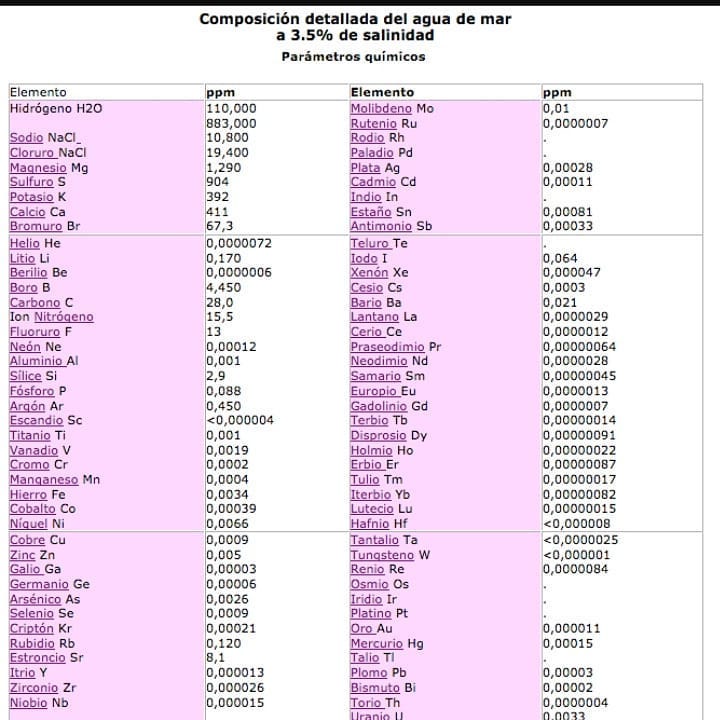 Composición detallada del agua de mar
a 3.5% de salinidad
Parámetros químicos
Elemento ppm Elemento ppm
Hidrógeno H2O 110,000 Molibdeno Mo 0,01
883,000 Rutenio Ru 0,0000007
Sodio NaCl 10,800 Rodio Rh .
Cloruro NaCl 19,400 Paladio Pd .
Magnesio Mg 1,290 Plata Ag 0,00028
Sulfuro S 904 Cadmio Cd 0,00011
Potasio K 392 Indio In .
Calcio Ca 411 Estaño Sn 0,00081
Bromuro Br 67,3 Antimonio Sb 0,00033
Helio He 0,0000072 Teluro Te .
Litio Li 0,170 Iodo I 0,064
Berilio Be 0,0000006 Xenón Xe 0,000047
Boro B 4,450 Cesio Cs 0,0003
Carbono C 28,0 Bario Ba 0,021
Ion Nitrógeno 15,5 Lantano La 0,0000029
Fluoruro F 13 Cerio Ce 0,0000012
Neón Ne 0,00012 Praseodimio Pr 0,00000064
Aluminio Al 0,001 Neodimio Nd 0,0000028
Sílice Si 2,9 Samario Sm 0,00000045
Fósforo P 0,088 Europio Eu 0,0000013
Argón Ar 0,450 Gadolinio Gd 0,0000007
Escandio Sc <0,000004 Terbio Tb 0,00000014
Titanio Ti 0,001 Disprosio Dy 0,00000091
Vanadio V 0,0019 Holmio Ho 0,00000022
Cromo Cr 0,0002 Erbio Er 0,00000087
Manganeso Mn 0,0004 Tulio Tm 0,00000017
Hierro Fe 0,0034 Iterbio Yb 0,00000082
Cobalto Co 0,00039 Lutecio Lu 0,00000015
Níquel Ni 0,0066 Hafnio Hf <0,000008
Cobre Cu 0,0009 Tantalio Ta <0,0000025
Zinc Zn 0,005 Tungsteno W <0,000001
Galio Ga 0,00003 Renio Re 0,0000084
Germanio Ge 0,00006 Osmio Os .
Arsénico As 0,0026 Iridio Ir .
Selenio Se 0,0009 Platino Pt .
Criptón Kr 0,00021 Oro Au 0,000011
Rubidio Rb 0,120 Mercurio Hg 0,00015
Estroncio Sr 8,1 Talio Tl .
Itrio Y 0,000013 Plomo Pb 0,00003
Zirconio Zr 0,000026 Bismuto Bi 0,00002
Niobio Nb 0,000015 Torio Th 0,0000004
Uranio U 0,0033